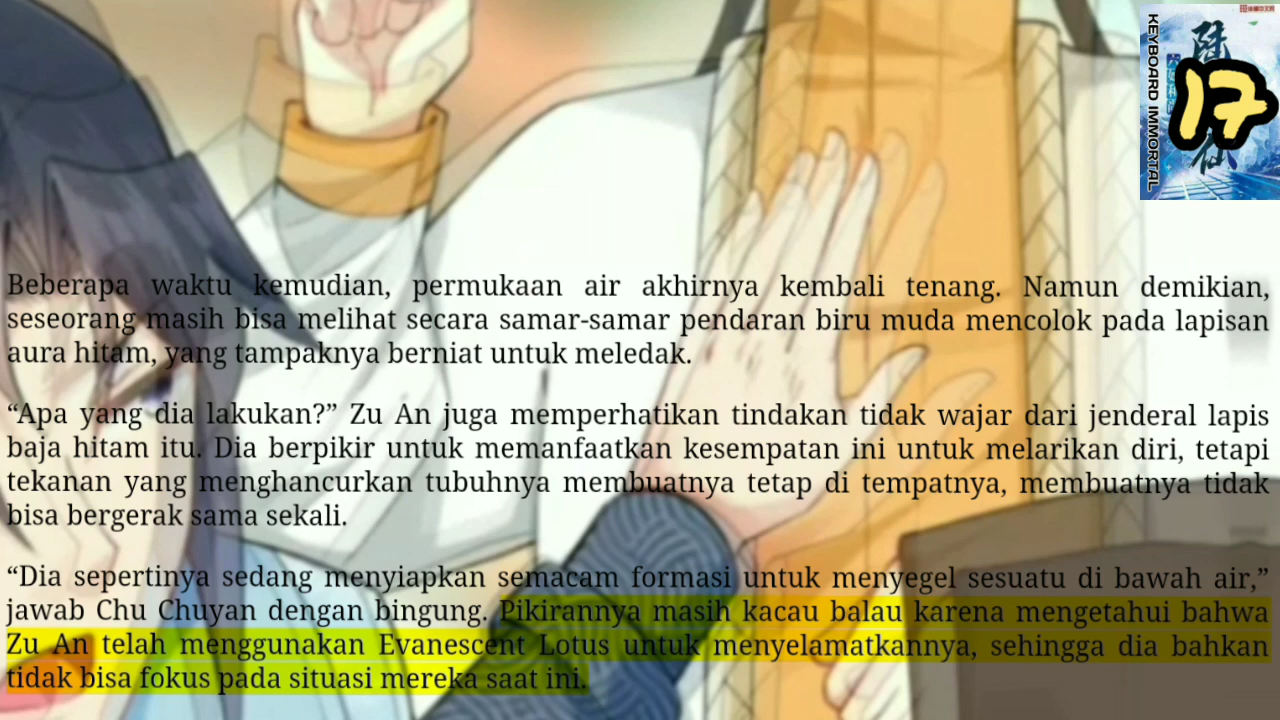 KEYBOARD IMMORTAL
陆
仙
17
Beberapa waktu kemudian, permukaan air akhirnya kembali tenang. Namun demikian,
seseorang masih bisa melihat secara samar-samar pendaran biru muda mencolok pada lapisan
aura hitam, yang tampaknya berniat untuk meledak.
“Apa yang dia lakukan?” Zu An juga memperhatikan tindakan tidak wajar dari jenderal lapis
baja hitam itu. Dia berpikir untuk memanfaatkan kesempatan ini untuk melarikan diri, tetapi
tekanan yang menghancurkan tubuhnya membuatnya tetap di tempatnya, membuatnya tidak
bisa bergerak sama sekali.
“Dia sepertinya sedang menyiapkan semacam formasi untuk menyegel sesuatu di bawah air,”
jawab Chu Chuyan dengan bingung. Pikirannya masih kacau balau karena mengetahui bahwa
Zu An telah menggunakan Evanescent Lotus untuk menyelamatkannya, sehingga dia bahkan
tidak bisa fokus pada situasi mereka saat ini.